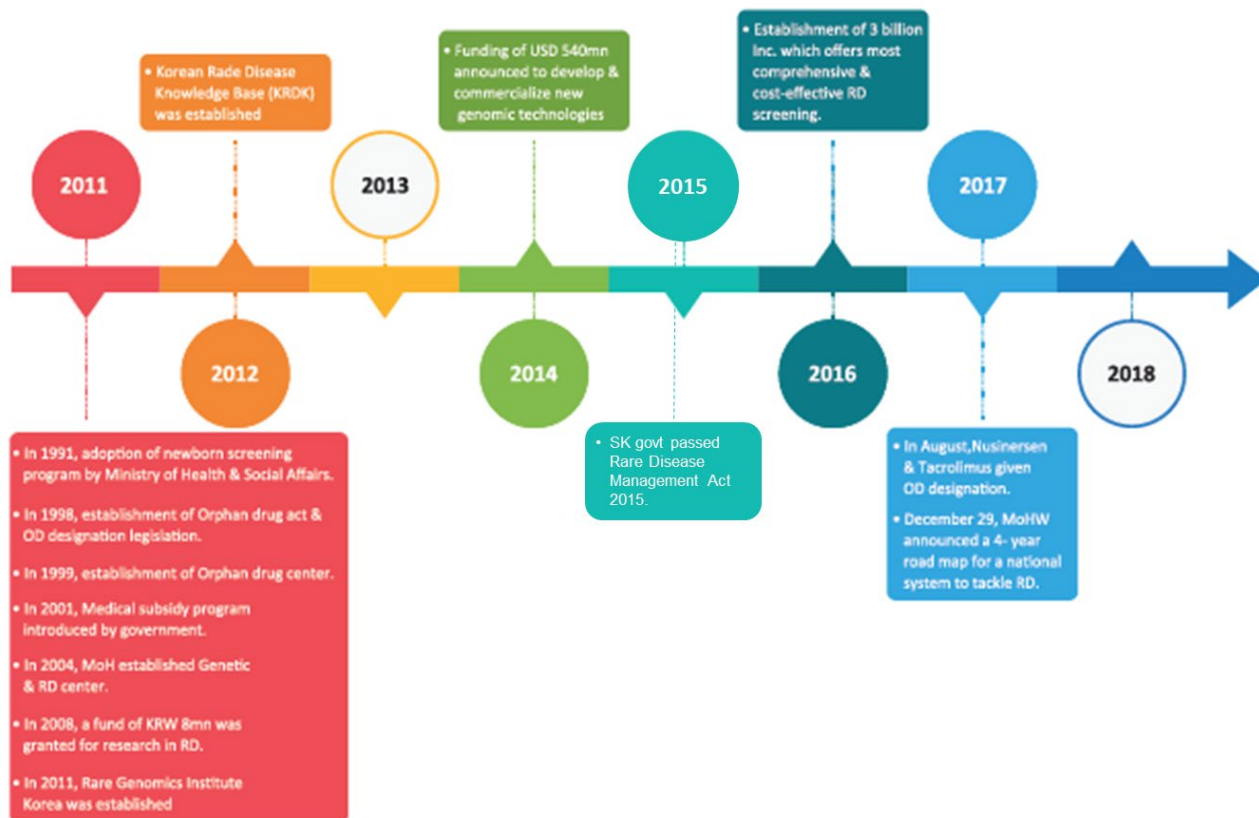 • Korean Rade Disease
Knowledge Base (KRDK)
was established
• Funding of USD 540mn
announced to develop &
commercialize new
genomic technologies
• Establishment of 3 billion
Inc. which offers most
comprehensive &
cost-effective RD
screening.
2011
2013
2015
2017
2012
2014
2016
2018
• In 1991, adoption of newborn screening
program by Ministry of Health & Social Affairs.
• In 1998, establishment of Orphan drug act &
OD designation legislation.
• In 1999, establishment of Orphan drug center.
• In 2001, Medical subsidy program
introduced by government.
• In 2004, MoH established Genetic
& RD center.
• In 2008, a fund of KRW 8mn was
granted for research in RD.
• In 2011, Rare Genomics Institute
Korea was established
• SK govt passed
Rare Disease
Management Act
2015.
• In August,Nusinersen
& Tacrolimus given
OD designation.
• December 29, MoHW
announced a 4- year
road map for a national
system to tackle RD.